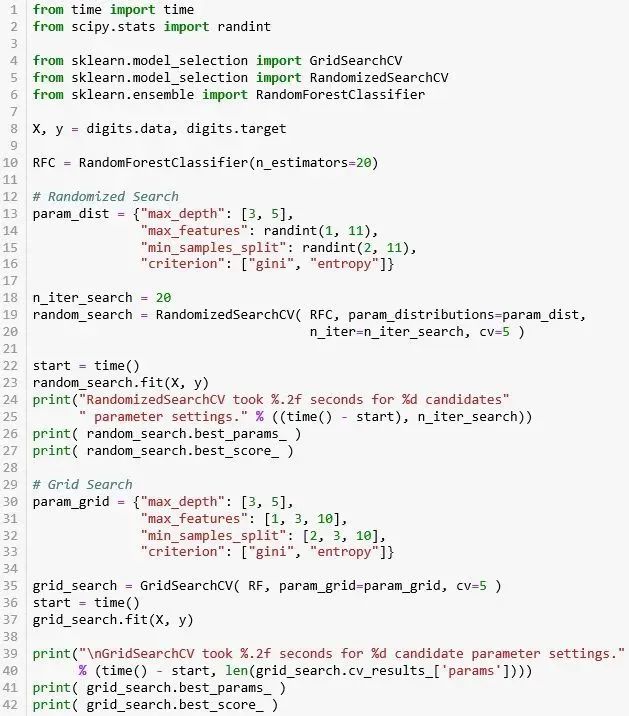 1 from time import time
2 from scipy.stats import randint
3
4 from sklearn.model_selection import GridSearchCV
5 from sklearn.model_selection import RandomizedSearchCV
6 from sklearn.ensemble import RandomForestClassifier
7
8 X, y = digits.data, digits.target
9
10 RFC = RandomForestClassifier(n_estimators=20)
11
12 # Randomized Search
13 param_dist = {"max_depth": [3, 5],
14               "max_features": randint(1, 11),
15               "min_samples_split": randint(2, 11),
16               "criterion": ["gini", "entropy"]}
17
18 n_iter_search = 20
19 random_search = RandomizedSearchCV( RFC, param_distributions=param_dist,
20                                     n_iter=n_iter_search, cv=5 )
21
22 start = time()
23 random_search.fit(X, y)
24 print("RandomizedSearchCV took %.2f seconds for %d candidates"
25       " parameter settings." % ((time() - start), n_iter_search))
26 print( random_search.best_params_ )
27 print( random_search.best_score_ )
28
29 # Grid Search
30 param_grid = {"max_depth": [3, 5],
31               "max_features": [1, 3, 10],
32               "min_samples_split": [2, 3, 10],
33               "criterion": ["gini", "entropy"]}
34
35 grid_search = GridSearchCV( RF, param_grid=param_grid, cv=5 )
36 start = time()
37 grid_search.fit(X, y)
38
39 print("\nGridSearchCV took %.2f seconds for %d candidate parameter settings."
40       % (time() - start, len(grid_search.cv_results_['params'])))
41 print( grid_search.best_params_ )
42 print( grid_search.best_score_ )